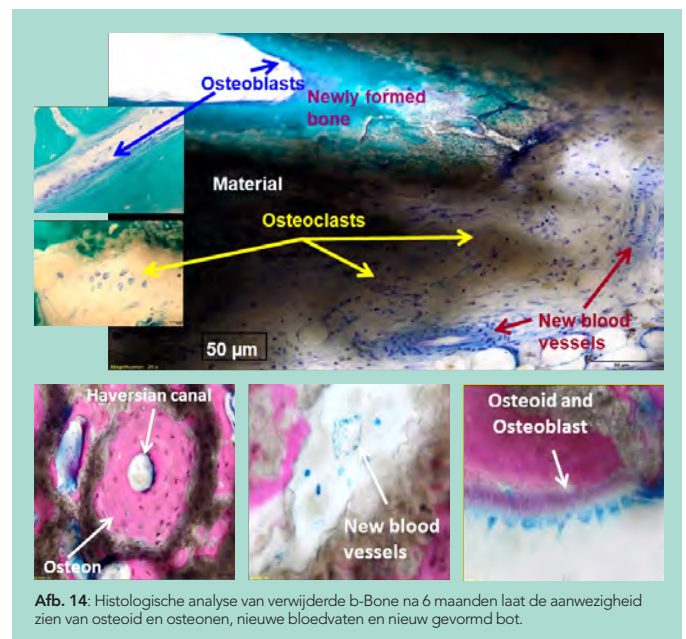 Osteoblasts
Newly formed
bone
Material
Osteoclasts
50 µm
New blood
vessels
Haversian canal
Osteon
New blood
vessels
Osteoid and
Osteoblast
Afb. 14: Histologische analyse van verwijderde b-Bone na 6 maanden laat de aanwezigheid
zien van osteoid en osteonen, nieuwe bloedvaten en nieuw gevormd bot.